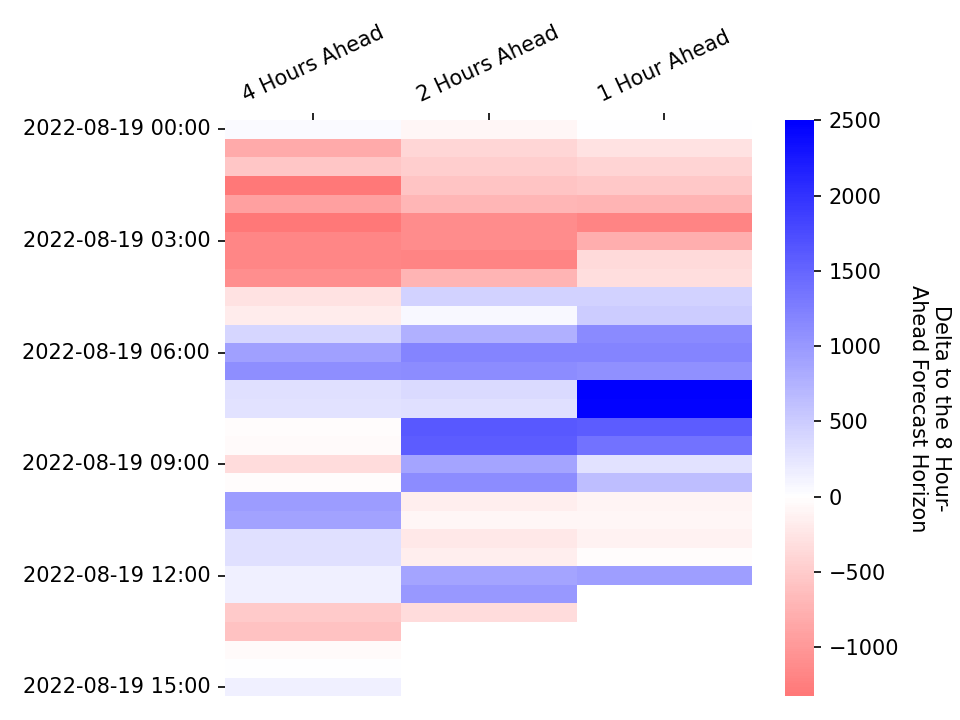 4 Hours Ahead
2 Hours Ahead
1 Hour Ahead
2022-08-19 00:00
2022-08-19 03:00
2022-08-19 06:00
2022-08-19 09:00
2022-08-19 12:00
2022-08-19 15:00
2500
2000
1500
1000
500
0
−500
−1000
Delta to the 8 Hour-
Ahead Forecast Horizon